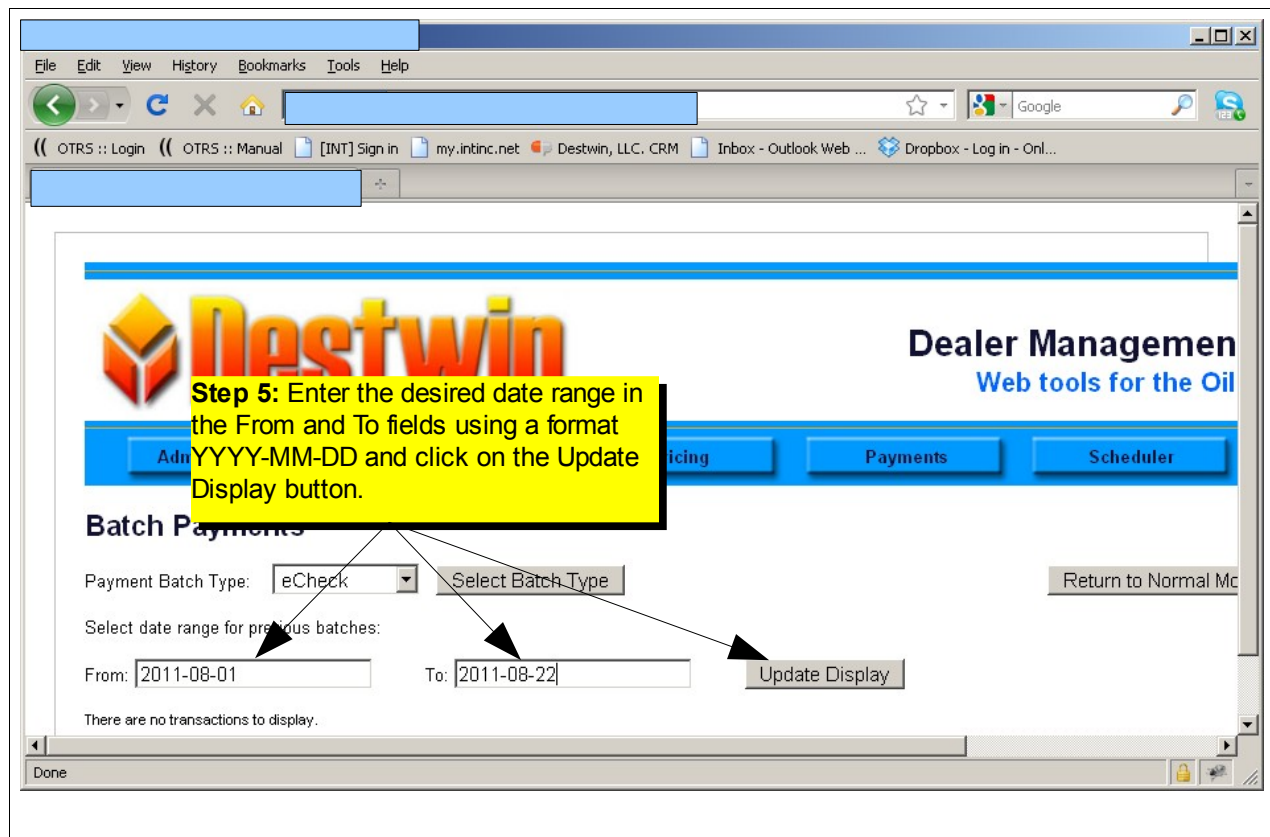 File Edit View History Bookmarks Tools Help
Google
OTRS :: Login OTRS :: Manual [INT] Sign in my.intinc.net Destwin, LLC. CRM Inbox - Outlook Web ... Dropbox - Log in - Onl...
Destwin
Dealer Managemen
Web tools for the Oil
Step 5: Enter the desired date range in
the From and To fields using a format
YYYY-MM-DD and click on the Update
Display button.
Adm icing Payments Scheduler
Batch Payments
Payment Batch Type: eCheck Select Batch Type Return to Normal Mo
Select date range for previous batches:
From: 2011-08-01 To: 2011-08-22 Update Display
There are no transactions to display.
Done